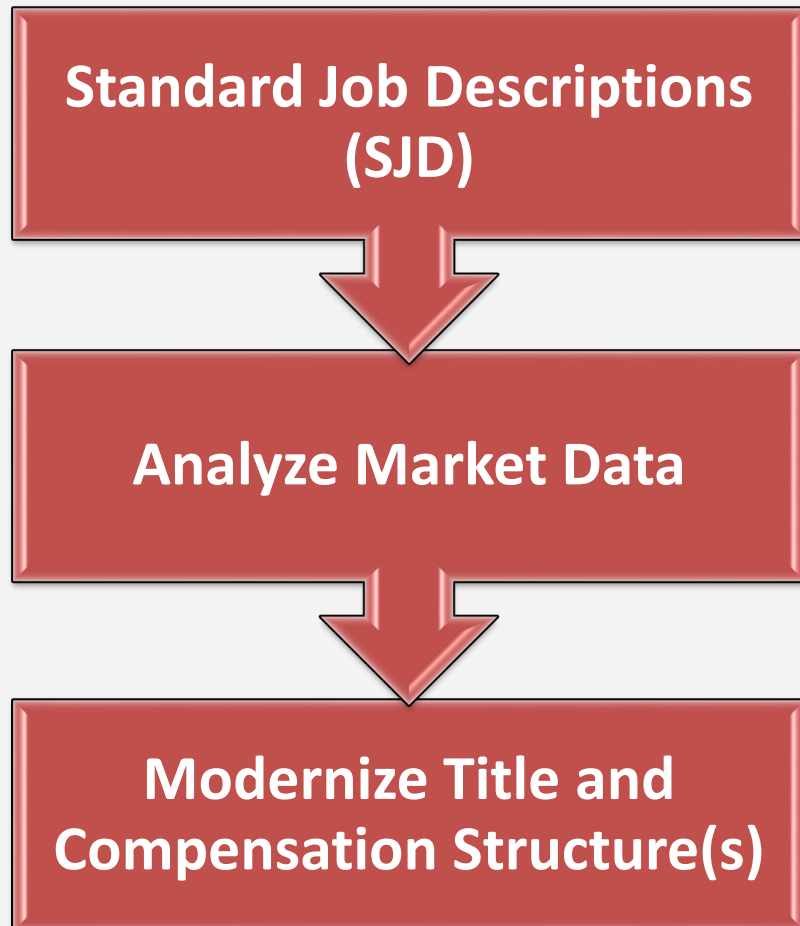 Standard Job Descriptions
(SJD)
Analyze Market Data
Modernize Title and
Compensation Structure(s)